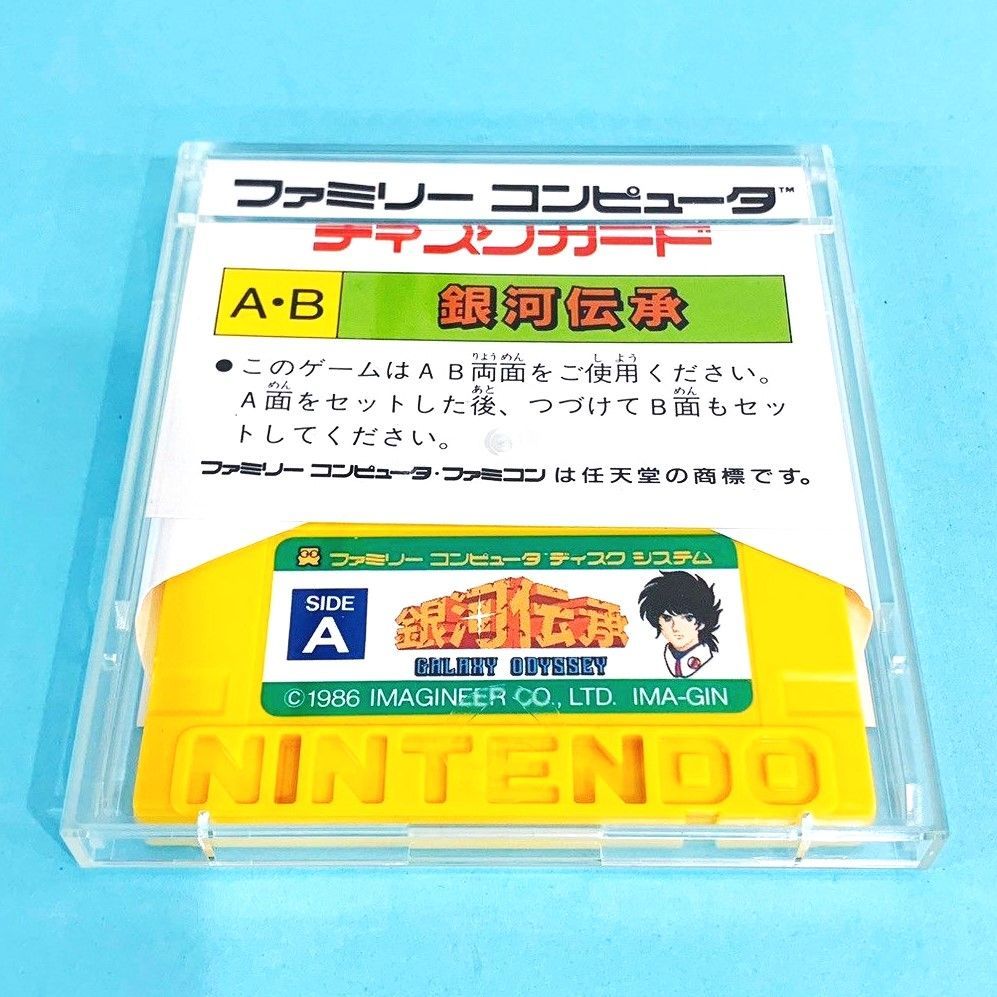 ファミリー コンピュータ™
ディスクカード
A・B 銀河伝承
●このゲームはAB両面をご使用ください。
A面をセットした後、つづけてB面もセッ
トしてください。
ファミリー コンピュータ・ファミコン は任天堂の商標です。
ファミリー コンピュータ ディスク システム
SIDE
A
銀河伝承
GALAXY ODYSSEY
©1986 IMAGINEER CO., LTD. IMA-GIN
NINTENDO